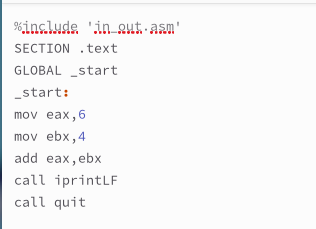 %include 'in_out.asm'
SECTION .text
GLOBAL _start
_start:
mov eax,6
mov ebx,4
add eax,ebx
call iprintLF
call quit